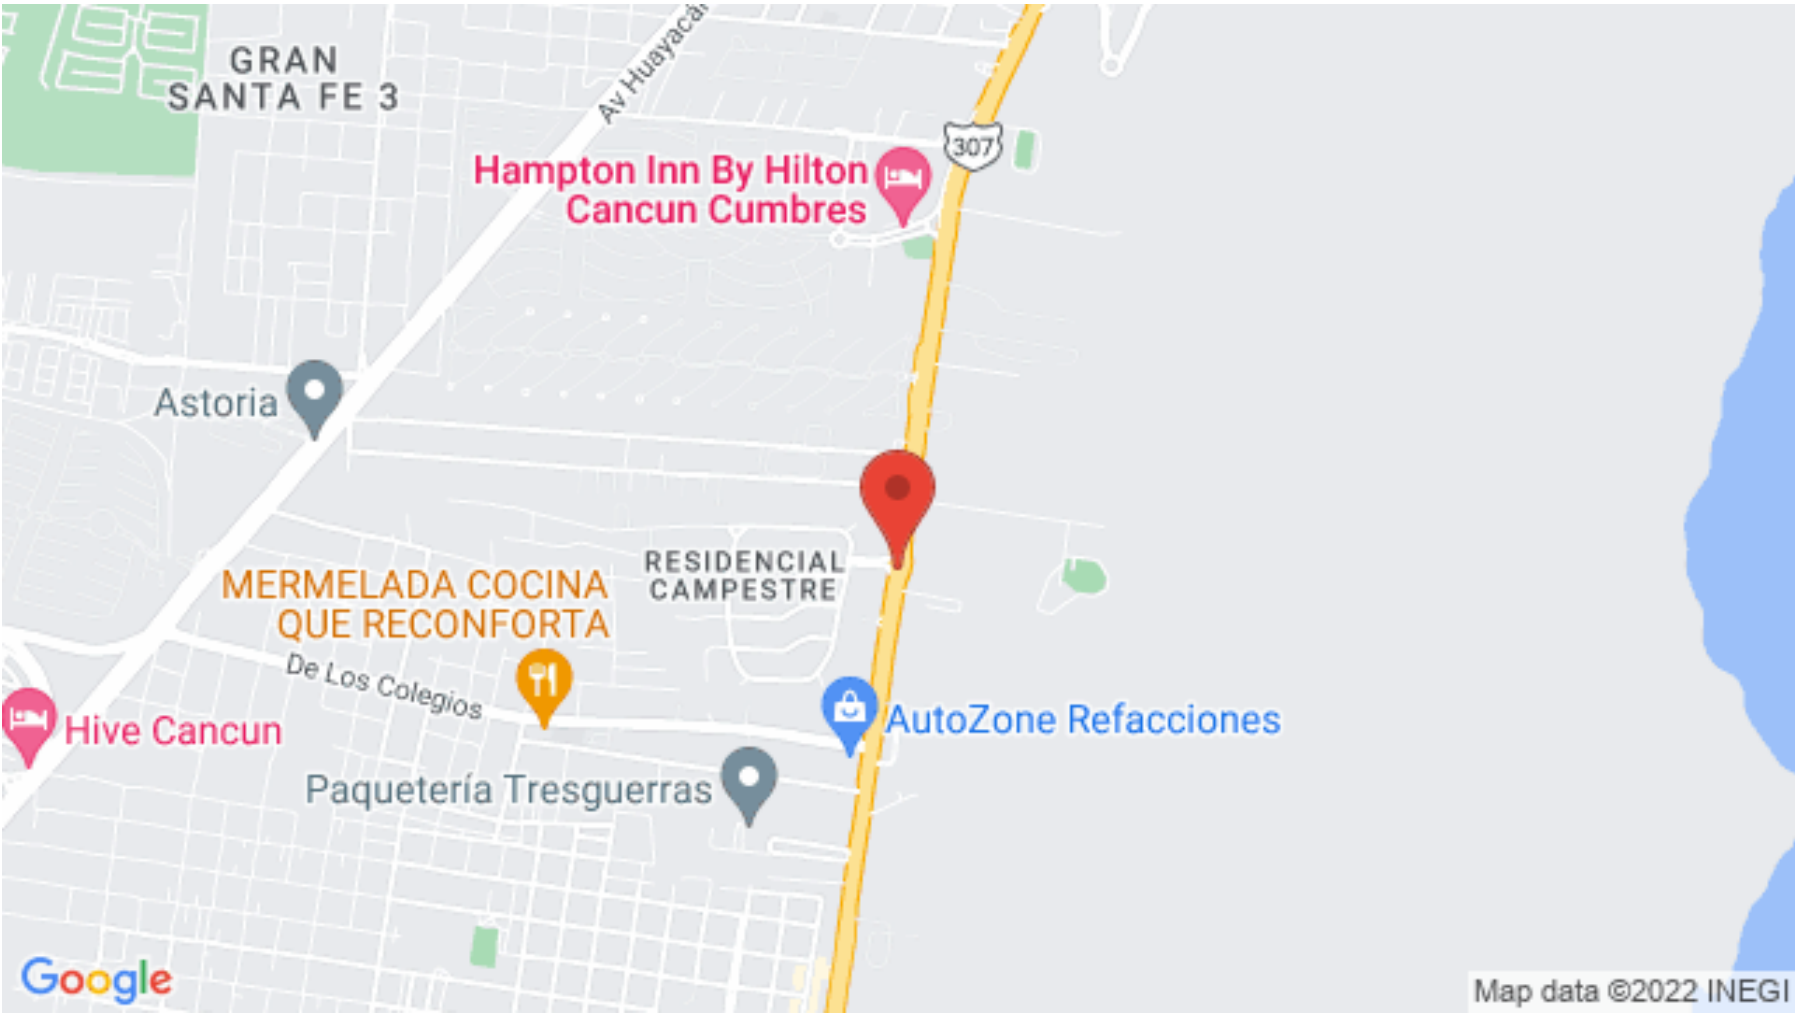 GRAN
SANTA FE 3
Av Huayacán
307
Hampton Inn By Hilton
Cancun Cumbres
Astoria
RESIDENCIAL
CAMPESTRE
MERMELADA COCINA
QUE RECONFORTA
De Los Colegios
Hive Cancun
AutoZone Refacciones
Paquetería Tresguerras
Google
Map data ©2022 INEGI